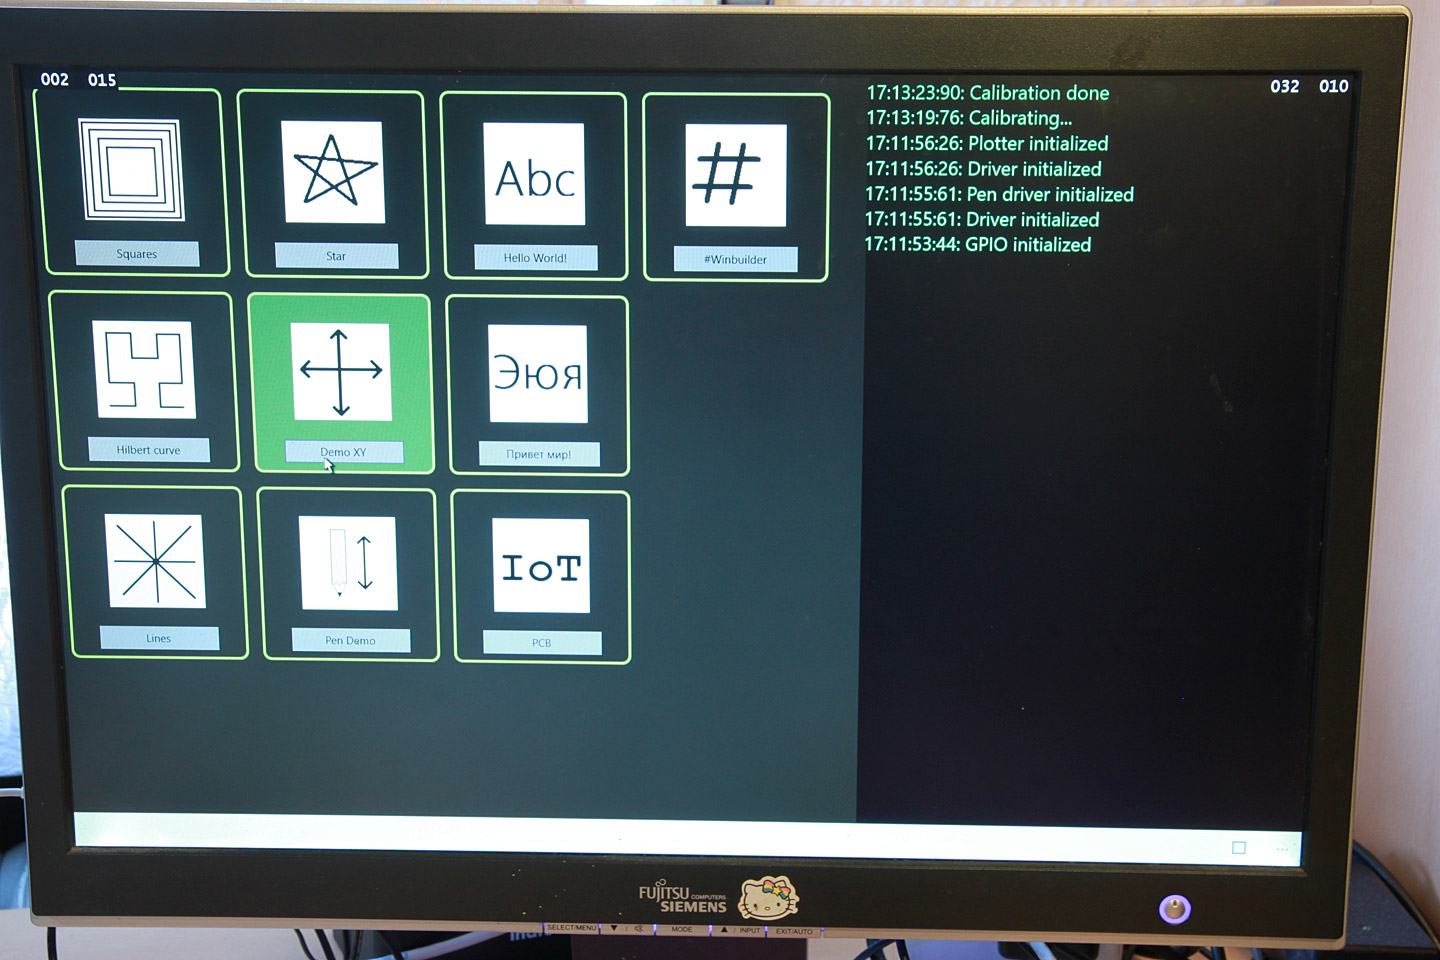 002 015
032 010
Squares
Star
Abc
Hello World!
#
#Winbuilder
Hilbert curve
Demo XY
Эюя
Привет мир!
Lines
Pen Demo
IoT
PCB
17:13:23:90: Calibration done
17:13:19:76: Calibrating...
17:11:56:26: Plotter initialized
17:11:56:26: Driver initialized
17:11:55:61: Pen driver initialized
17:11:55:61: Driver initialized
17:11:53:44: GPIO initialized
...
FUJITSU COMPUTERS
SIEMENS
SELECT/MENU
MODE
/ INPUT
EXIT/AUTO